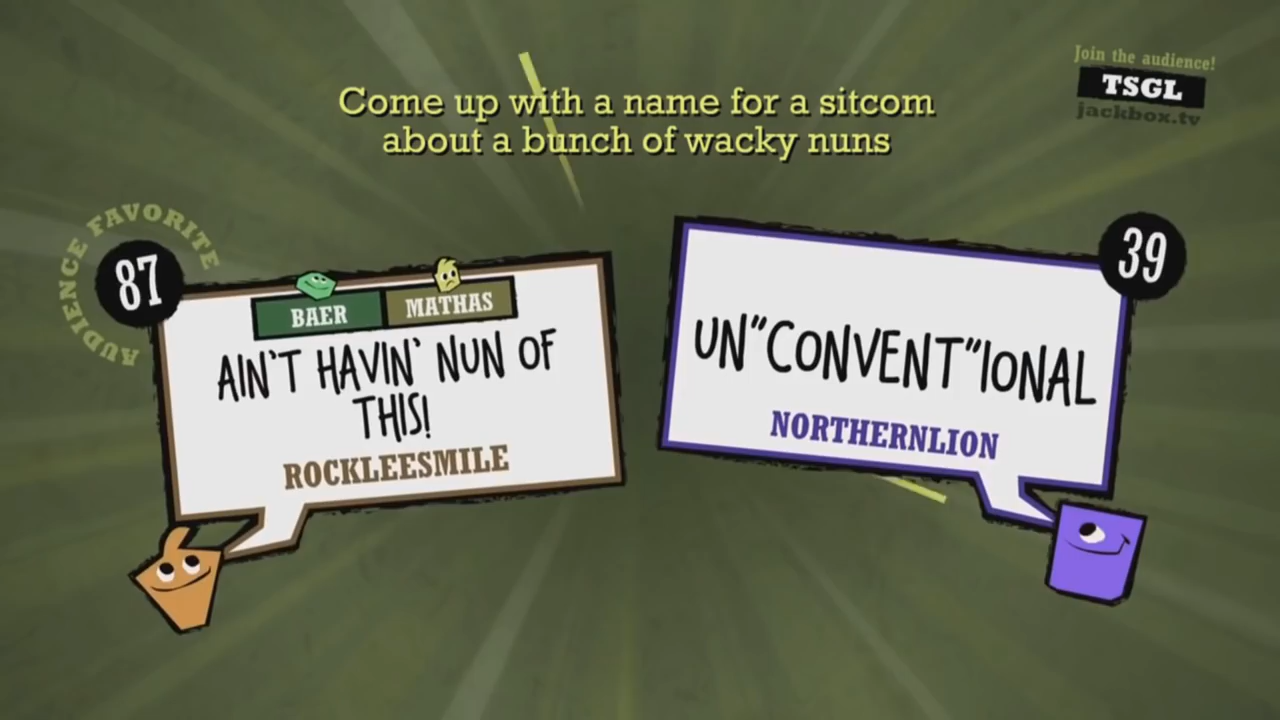 Join the audience!
TSGL
jackbox.tv
Come up with a name for a sitcom
about a bunch of wacky nuns
AUDIENCE FAVORITE
87
BAER
MATHAS
AIN'T HAVIN' NUN OF
THIS!
ROCKLEESMILE
39
UN"CONVENT"IONAL
NORTHERNLION